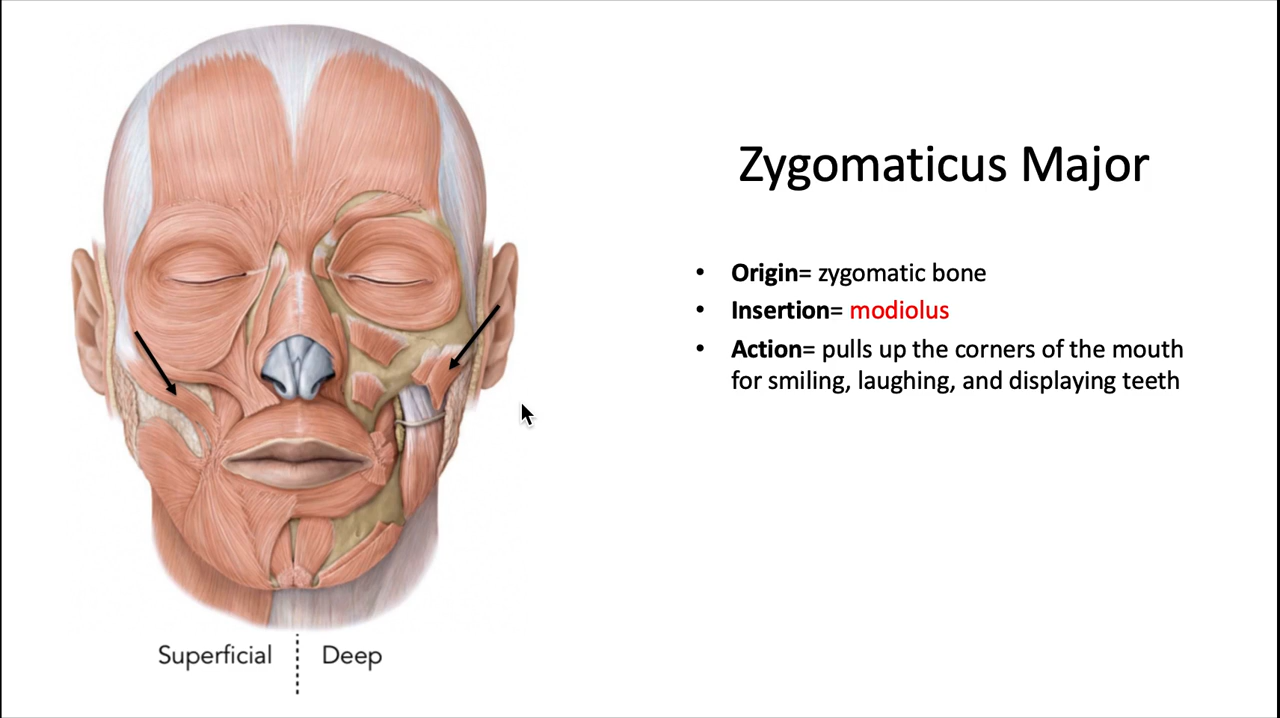 Zygomaticus Major
• Origin= zygomatic bone
• Insertion= modiolus
• Action= pulls up the corners of the mouth
for smiling, laughing, and displaying teeth
Superficial Deep